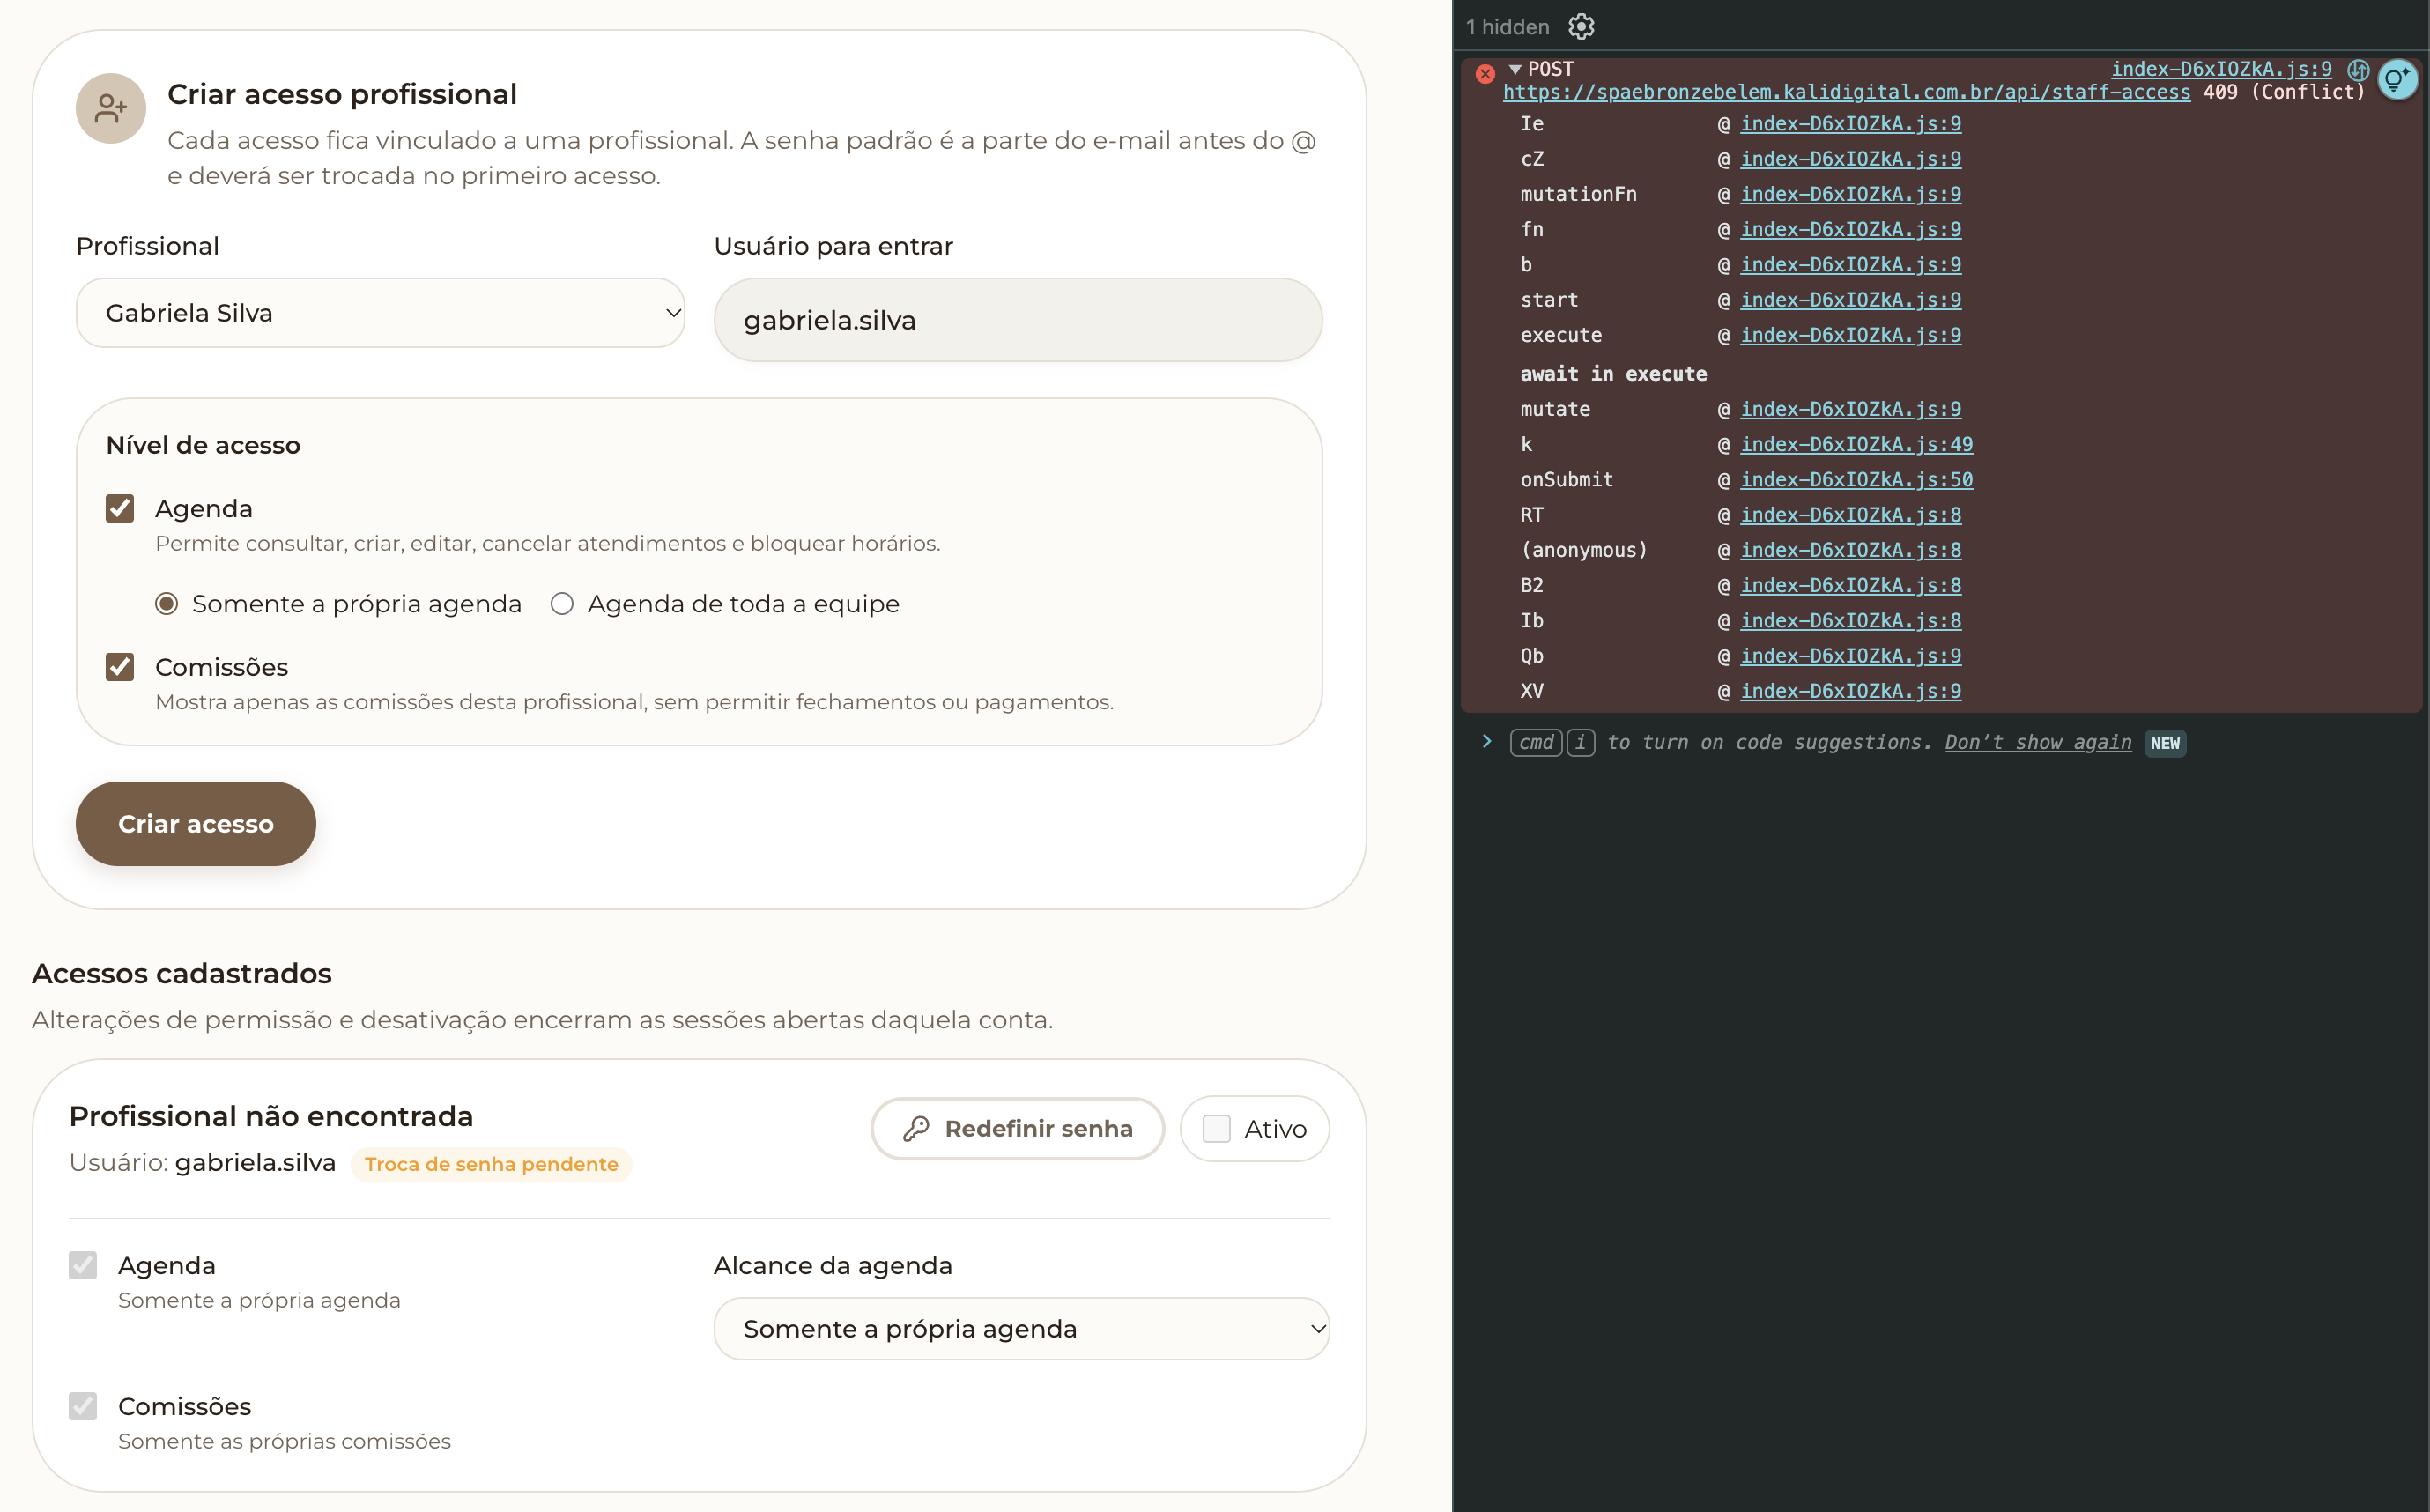 Criar acesso profissional
Cada acesso fica vinculado a uma profissional. A senha padrão é a parte do e-mail antes do @
e deverá ser trocada no primeiro acesso.
Profissional
Usuário para entrar
Gabriela Silva
gabriela.silva
Nível de acesso
Agenda
Permite consultar, criar, editar, cancelar atendimentos e bloquear horários.
Somente a própria agenda
Agenda de toda a equipe
Comissões
Mostra apenas as comissões desta profissional, sem permitir fechamentos ou pagamentos.
Criar acesso
Acessos cadastrados
Alterações de permissão e desativação encerram as sessões abertas daquela conta.
Profissional não encontrada
Redefinir senha
Ativo
Usuário: gabriela.silva Troca de senha pendente
Agenda
Somente a própria agenda
Alcance da agenda
Somente a própria agenda
Comissões
Somente as próprias comissões
1 hidden
POST index-D6xIOZkA.js:9
https://spaebronzebelem.kalidigital.com.br/api/staff-access 409 (Conflict)
Ie @ index-D6xIOZkA.js:9
cZ @ index-D6xIOZkA.js:9
mutationFn @ index-D6xIOZkA.js:9
fn @ index-D6xIOZkA.js:9
b @ index-D6xIOZkA.js:9
start @ index-D6xIOZkA.js:9
execute @ index-D6xIOZkA.js:9
await in execute
mutate @ index-D6xIOZkA.js:9
k @ index-D6xIOZkA.js:49
onSubmit @ index-D6xIOZkA.js:50
RT @ index-D6xIOZkA.js:8
(anonymous) @ index-D6xIOZkA.js:8
B2 @ index-D6xIOZkA.js:8
Ib @ index-D6xIOZkA.js:8
Qb @ index-D6xIOZkA.js:9
XV @ index-D6xIOZkA.js:9
cmd i to turn on code suggestions. Don't show again NEW